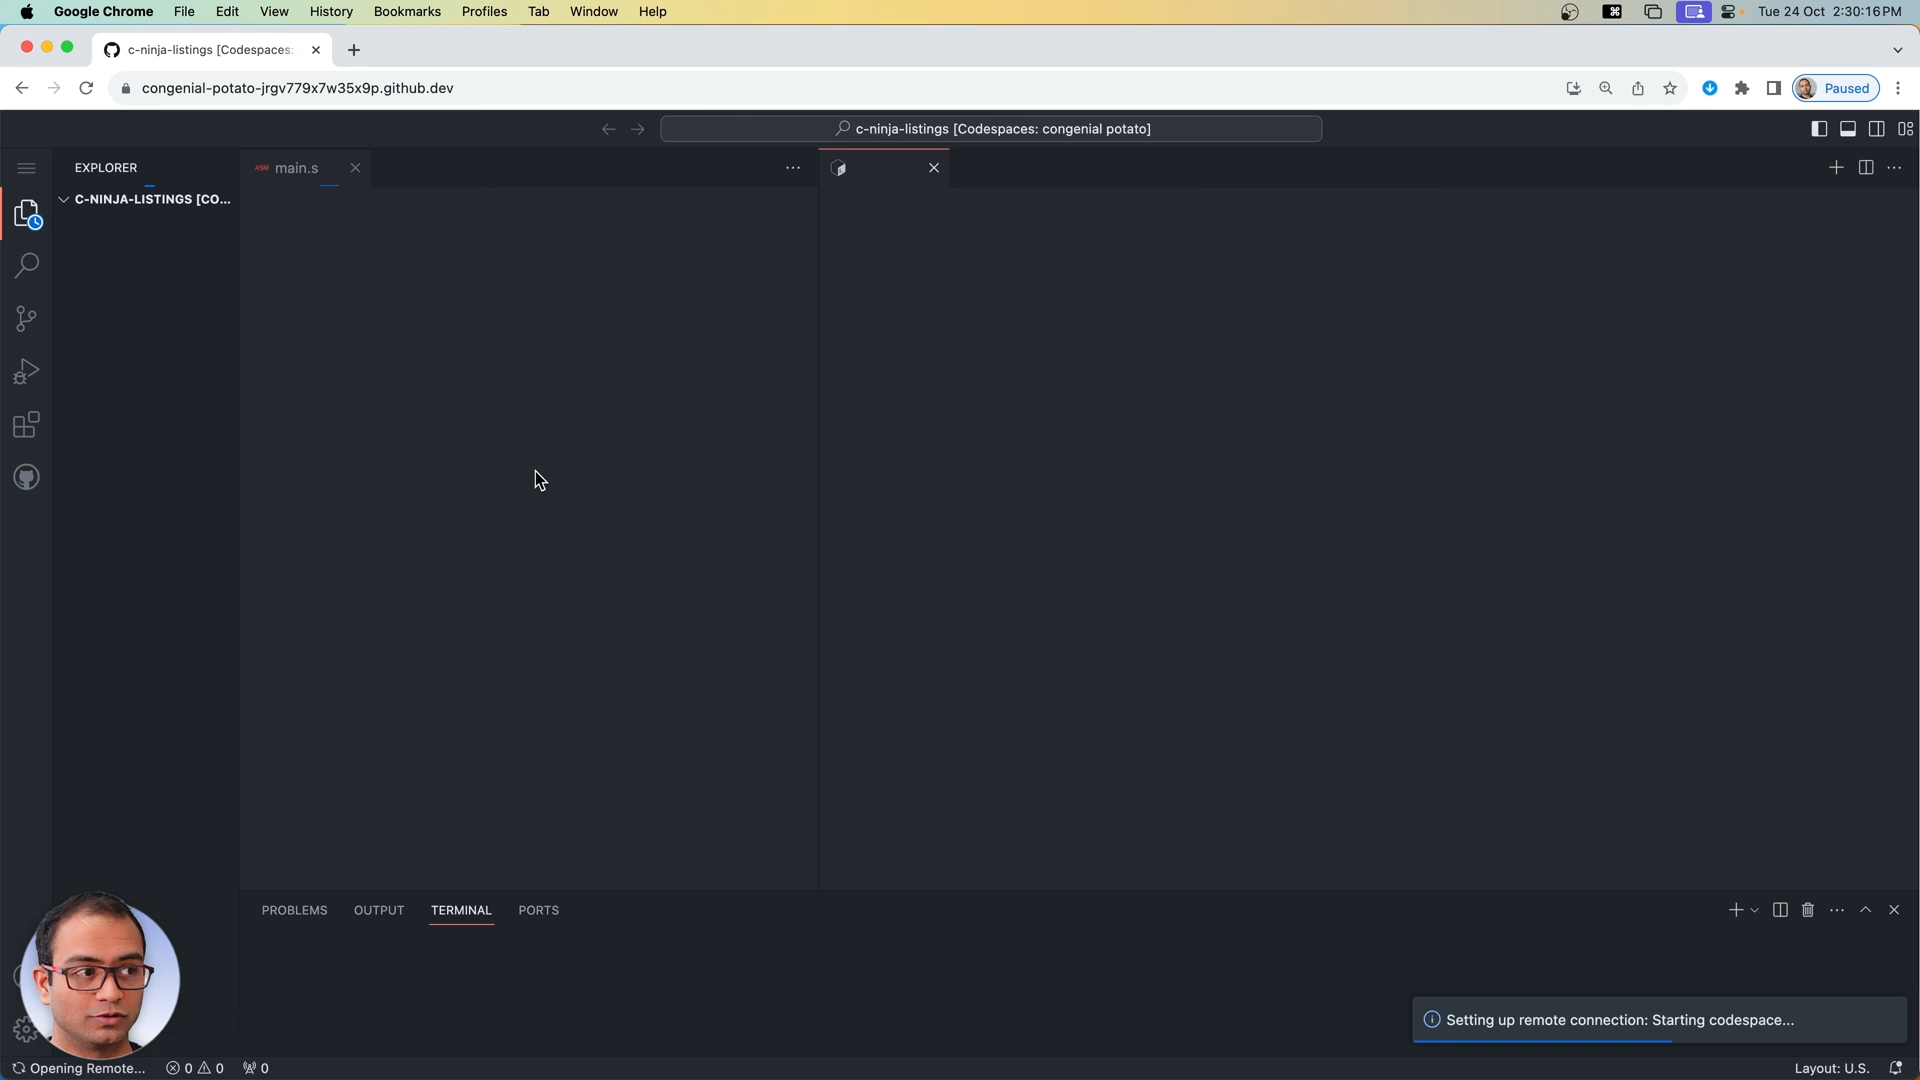 Google Chrome File Edit View History Bookmarks Profiles Tab Window Help Tue 24 Oct 2:30:16 PM
c-ninja-listings [Codespaces:
congenial-potato-jrgv779x7w35x9p.github.dev Paused
c-ninja-listings [Codespaces: congenial potato]
EXPLORER ASM main.s
C-NINJA-LISTINGS [CO...
PROBLEMS OUTPUT TERMINAL PORTS
Setting up remote connection: Starting codespace...
Opening Remote... 0 0 0 Layout: U.S.